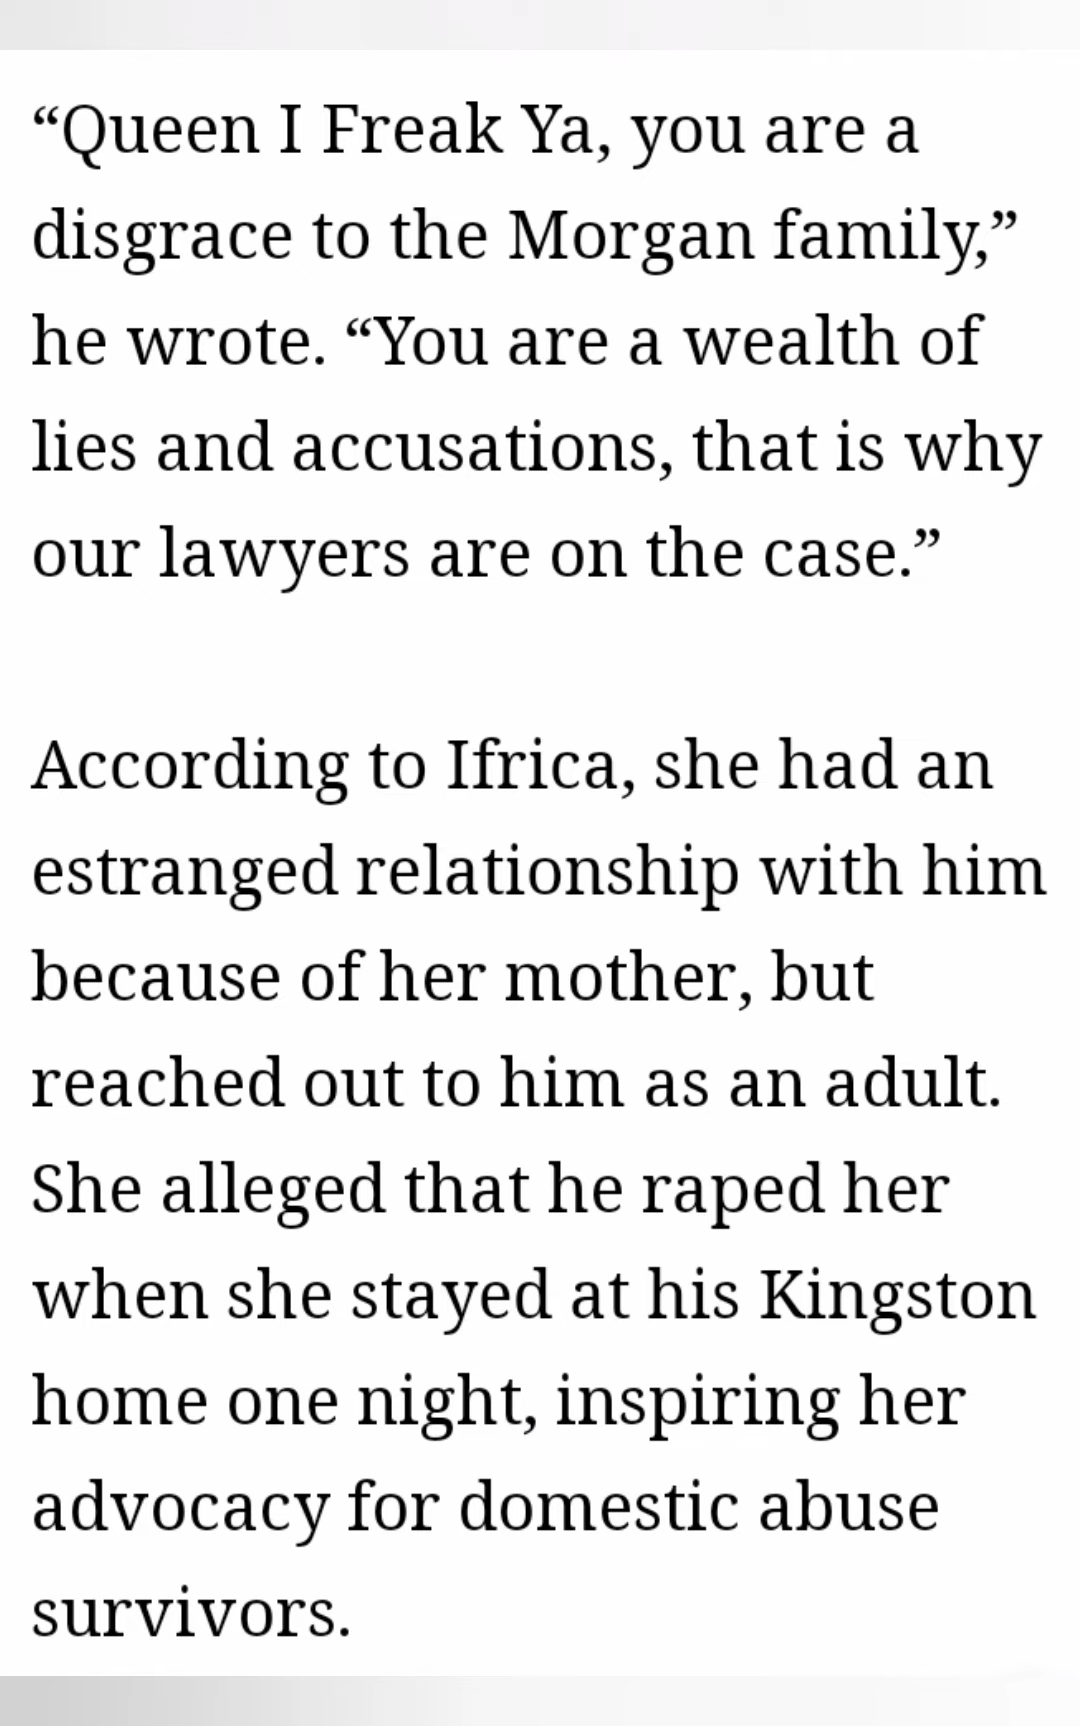 “Queen I Freak Ya, you are a
disgrace to the Morgan family,”
he wrote. “You are a wealth of
lies and accusations, that is why
our lawyers are on the case.”
According to Ifrica, she had an
estranged relationship with him
because of her mother, but
reached out to him as an adult.
She alleged that he raped her
when she stayed at his Kingston
home one night, inspiring her
advocacy for domestic abuse
survivors.